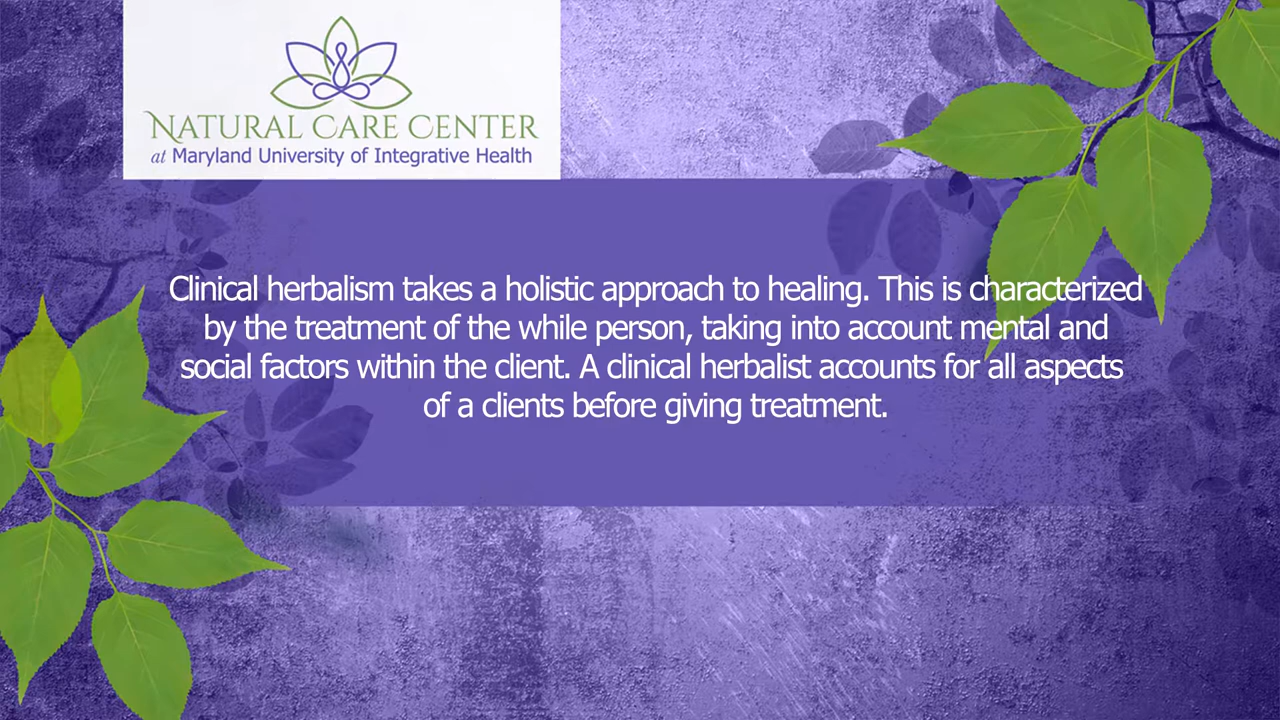 NATURAL CARE CENTER
at Maryland University of Integrative Health
Clinical herbalism takes a holistic approach to healing. This is characterized
by the treatment of the while person, taking into account mental and
social factors within the client. A clinical herbalist accounts for all aspects
of a clients before giving treatment.